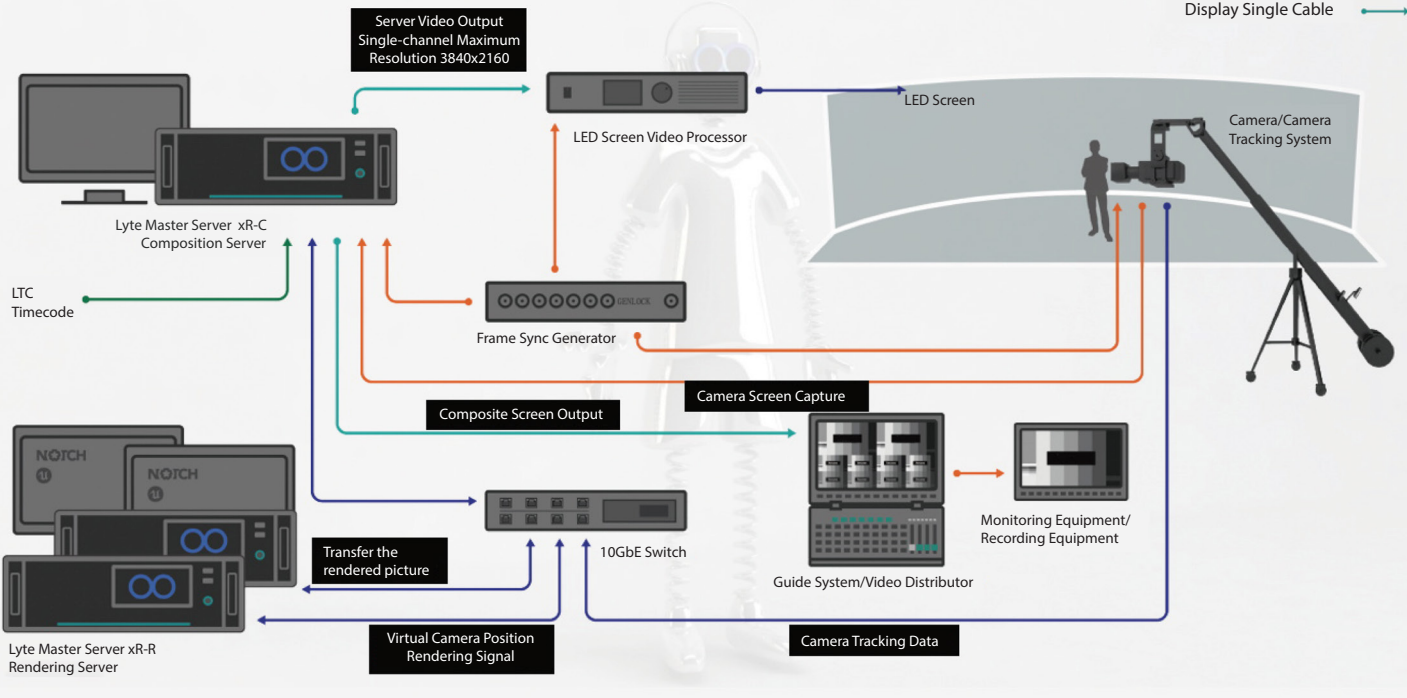 Display Single Cable
Server Video Output
Single-channel Maximum
Resolution 3840x2160
LED Screen Video Processor
LED Screen
Camera/Camera
Tracking System
Lyte Master Server xR-C
Composition Server
LTC
Timecode
GENLOCK
Frame Sync Generator
Camera Screen Capture
Composite Screen Output
NOTCH
NOTCH
10GbE Switch
Transfer the
rendered picture
Monitoring Equipment/
Recording Equipment
Guide System/Video Distributor
Virtual Camera Position
Rendering Signal
Camera Tracking Data
Lyte Master Server xR-R
Rendering Server